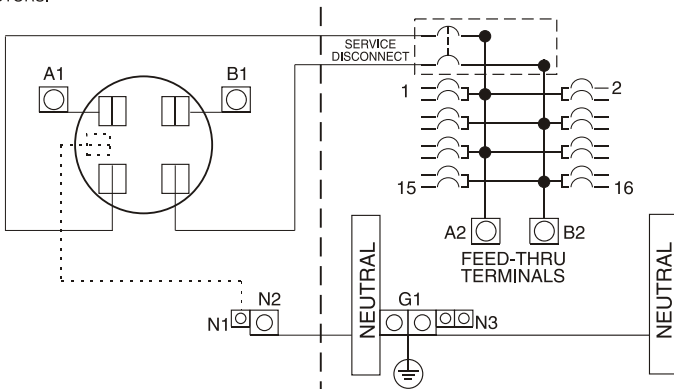 SERVICE
DISCONNECT
A1
B1
1
2
15
16
A2
B2
FEED-THRU
TERMINALS
NEUTRAL
NEUTRAL
N2
N1
G1
N3